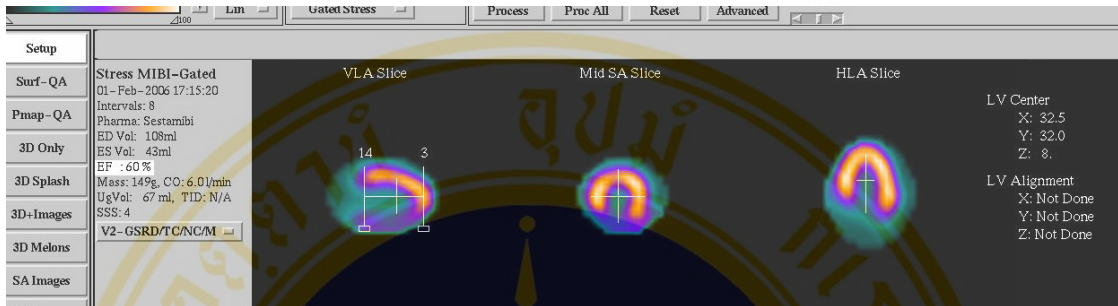 100
Lin
Gated Stress
Process
Proc All
Reset
Advanced
Setup
Surf-QA
Pmap-QA
3D Only
3D Splash
3D+Images
3D Melons
SA Images
Stress MIBI-Gated
01-Feb-2006 17:15:20
Intervals: 8
Pharma: Sestamibi
ED Vol: 108ml
ES Vol: 43ml
EF :60%
Mass: 149g, CO: 6.0l/min
UgVol: 67 ml, TID: N/A
SSS: 4
V2-GSRD/TC/NC/M
VLA Slice
14
3
Mid SA Slice
HLA Slice
LV Center
X: 32.5
Y: 32.0
Z: 8.
LV Alignment
X: Not Done
Y: Not Done
Z: Not Done